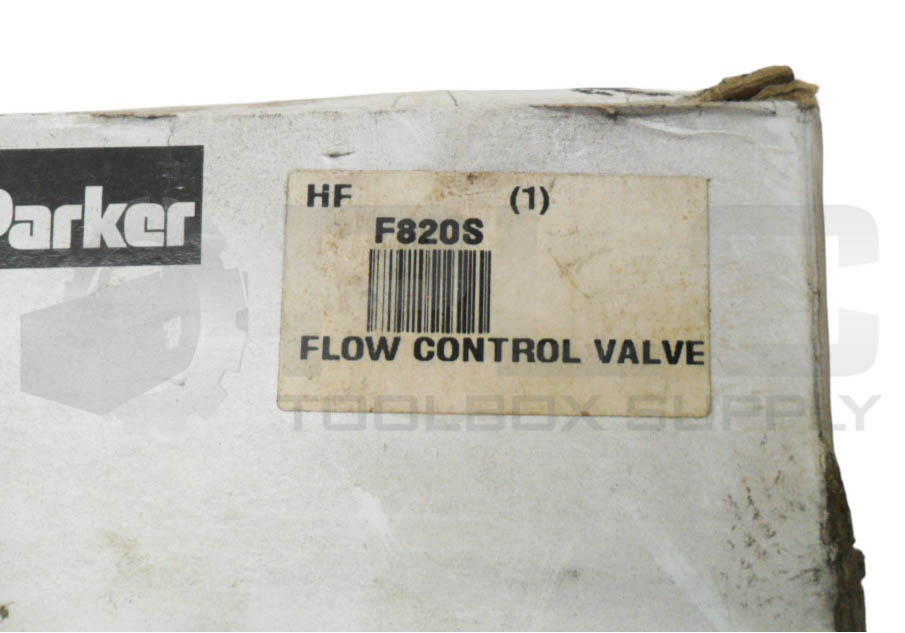 Parker
HF (1)
F820S
FLOW CONTROL VALVE
TOOLBOX SUPPLY